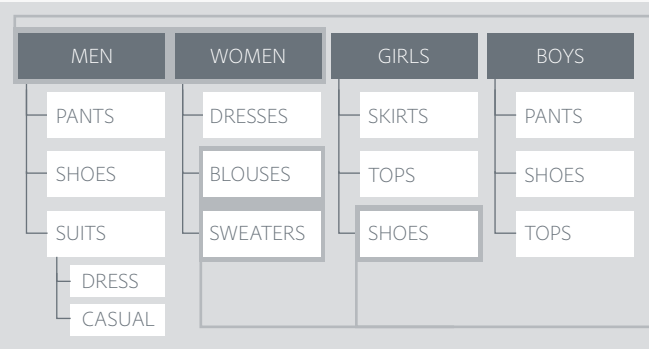 MEN
WOMEN
GIRLS
BOYS
PANTS
DRESSES
SKIRTS
PANTS
SHOES
BLOUSES
TOPS
SHOES
SUITS
SWEATERS
SHOES
TOPS
DRESS
CASUAL